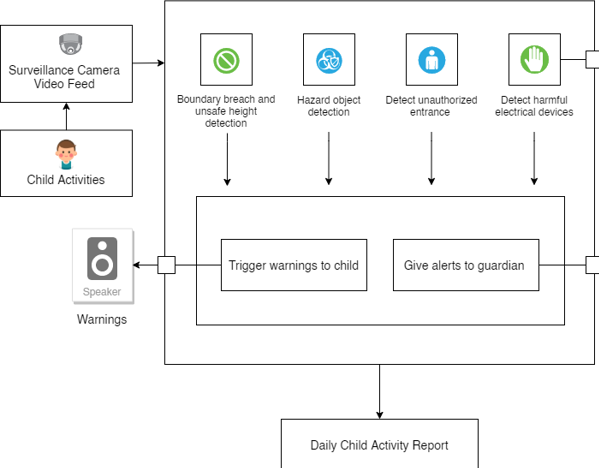 Surveillance Camera
Video Feed
Child Activities
Boundary breach and
unsafe height
detection
Hazard object
detection
Detect unauthorized
entrance
Detect harmful
electrical devices
Trigger warnings to child
Give alerts to guardian
Speaker
Warnings
Daily Child Activity Report